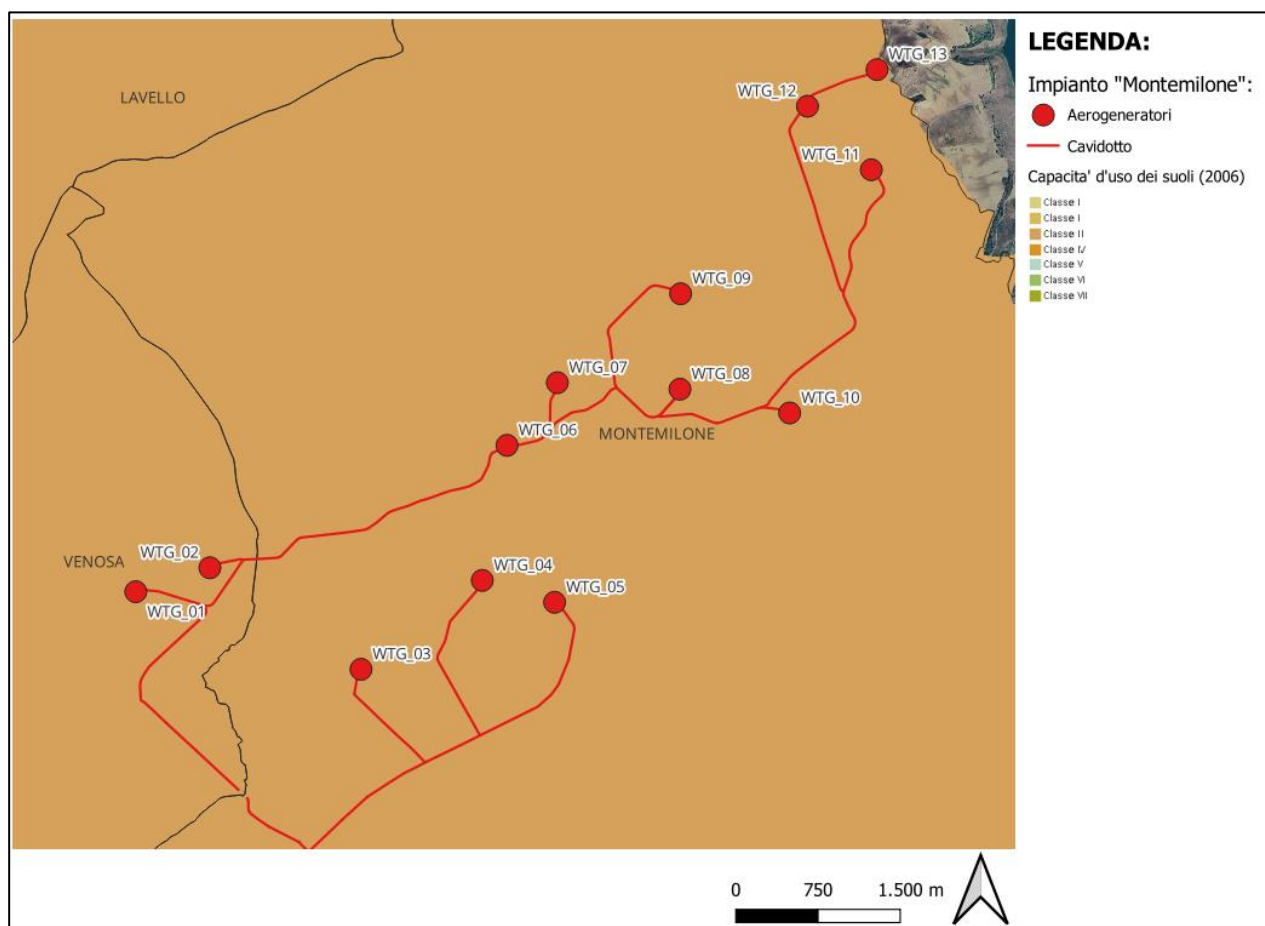 LEGENDA:
Impianto "Montemilone":
Aerogeneratori
Cavidotto
Capacita' d'uso dei suoli (2006)
Classe I
Classe I
Classe II
Classe IV
Classe V
Classe VI
Classe VII
WTG_13
WTG_12
LAVELLO
WTG_11
WTG_09
WTG_07
WTG_08
WTG_10
WTG_06
MONTEMILONE
WTG_02
VENOSA
WTG_04
WTG_05
WTG_01
WTG_03
0 750 1.500 m